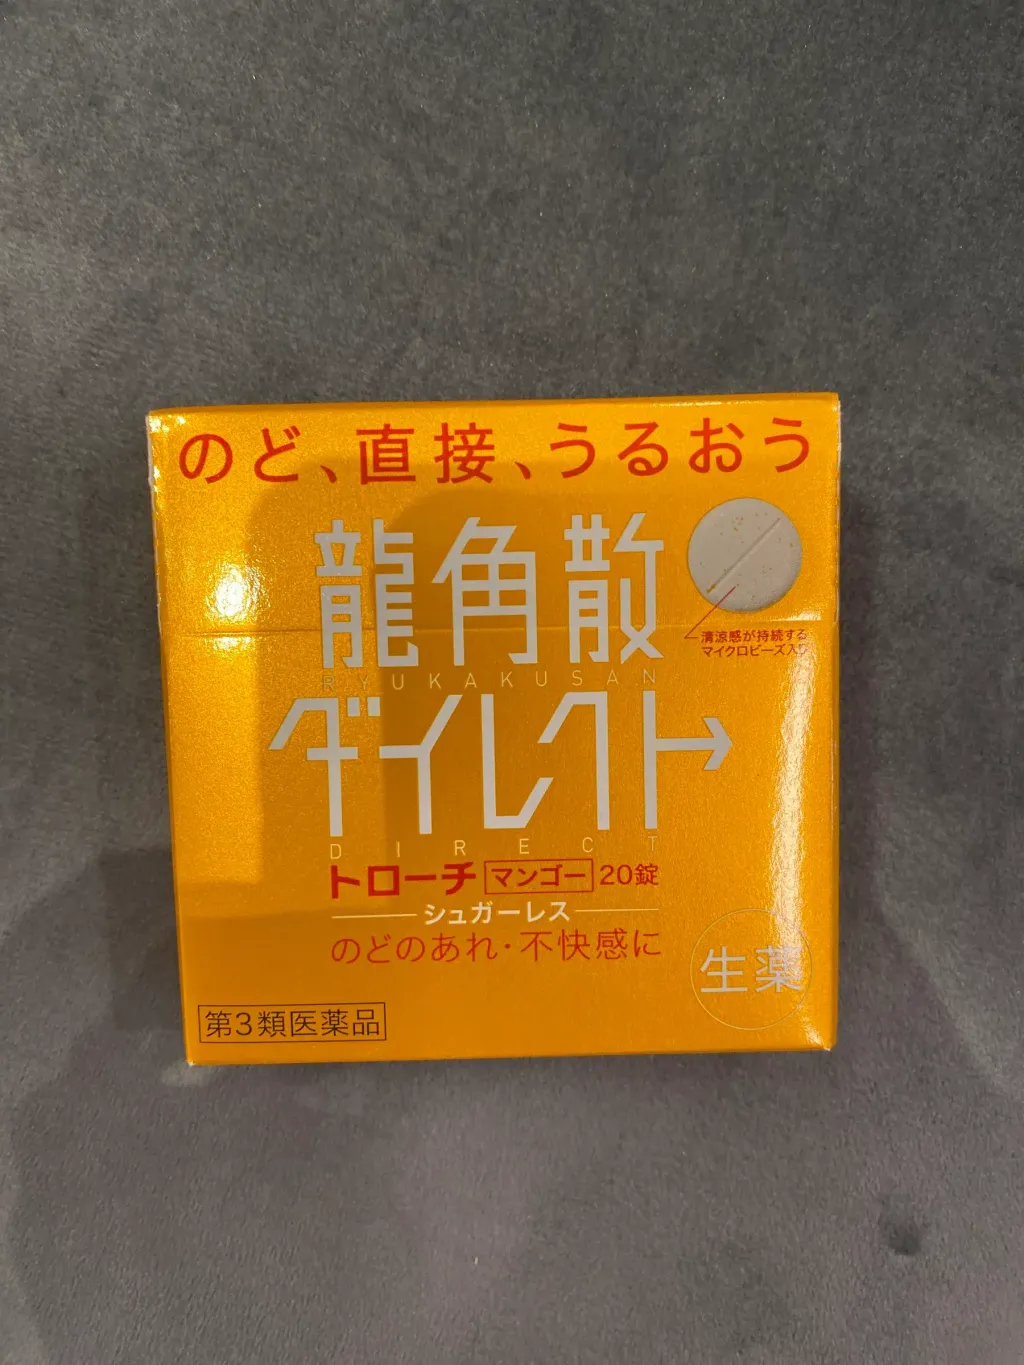 のど、直接、うるおう
龍角散
RYUKAKUSAN
ダイレクト
DIRECT
清涼感が持続する
マイクロビーズ入り
トローチ マンゴー 20錠
シュガーレス
のどのあれ・不快感に
生薬
第3類医薬品